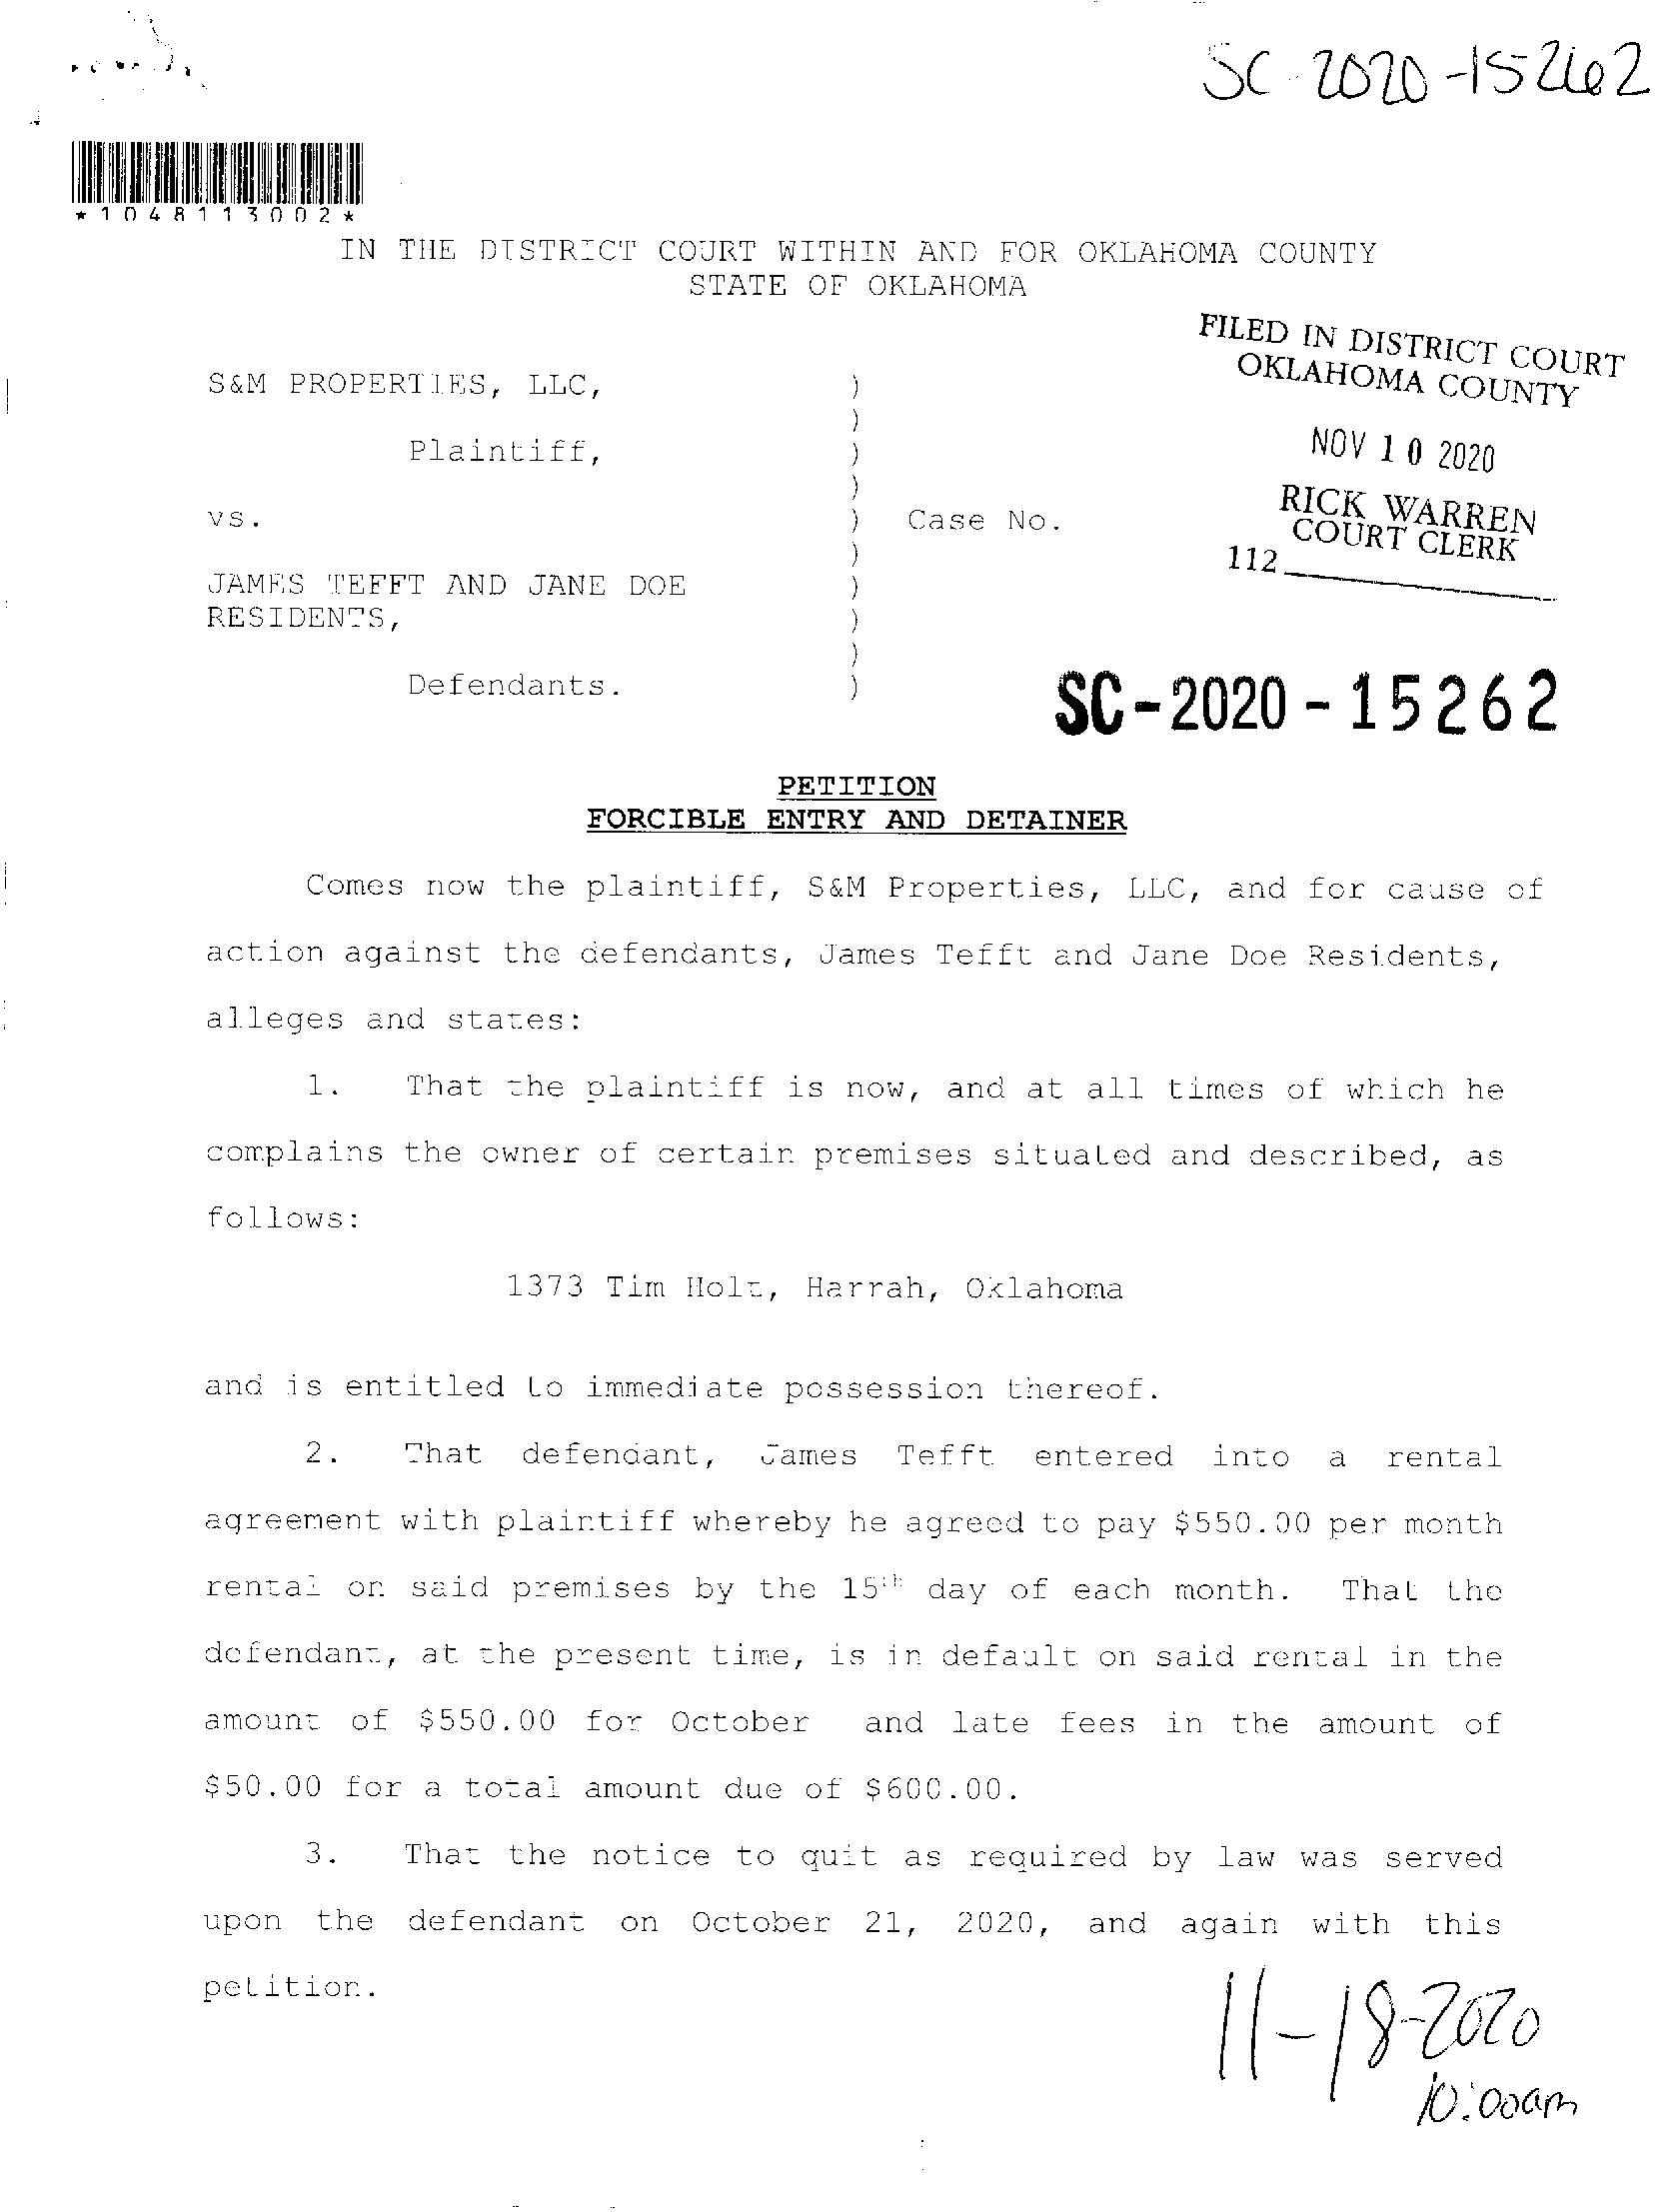 SC-2020-15262
*1048113002*
IN THE DISTRICT COURT WITHIN AND FOR OKLAHOMA COUNTY
STATE OF OKLAHOMA
FILED IN DISTRICT COURT
OKLAHOMA COUNTY
NOV 10 2020
RICK WARREN
COURT CLERK
112
S&M PROPERTIES, LLC, )
)
Plaintiff, )
)
vs. ) Case No.
)
JAMES TEFFT AND JANE DOE )
RESIDENTS, )
)
Defendants. )
SC-2020-15262
PETITION
FORCIBLE ENTRY AND DETAINER
Comes now the plaintiff, S&M Properties, LLC, and for cause of
action against the defendants, James Tefft and Jane Doe Residents,
alleges and states:
1. That the plaintiff is now, and at all times of which he
complains the owner of certain premises situated and described, as
follows:
1373 Tim Holt, Harrah, Oklahoma
and is entitled to immediate possession thereof.
2. That defendant, James Tefft entered into a rental
agreement with plaintiff whereby he agreed to pay $550.00 per month
rental on said premises by the 15th day of each month. That the
defendant, at the present time, is in default on said rental in the
amount of $550.00 for October and late fees in the amount of
$50.00 for a total amount due of $600.00.
3. That the notice to quit as required by law was served
upon the defendant on October 21, 2020, and again with this
petition.
11-18-2020
10:00am